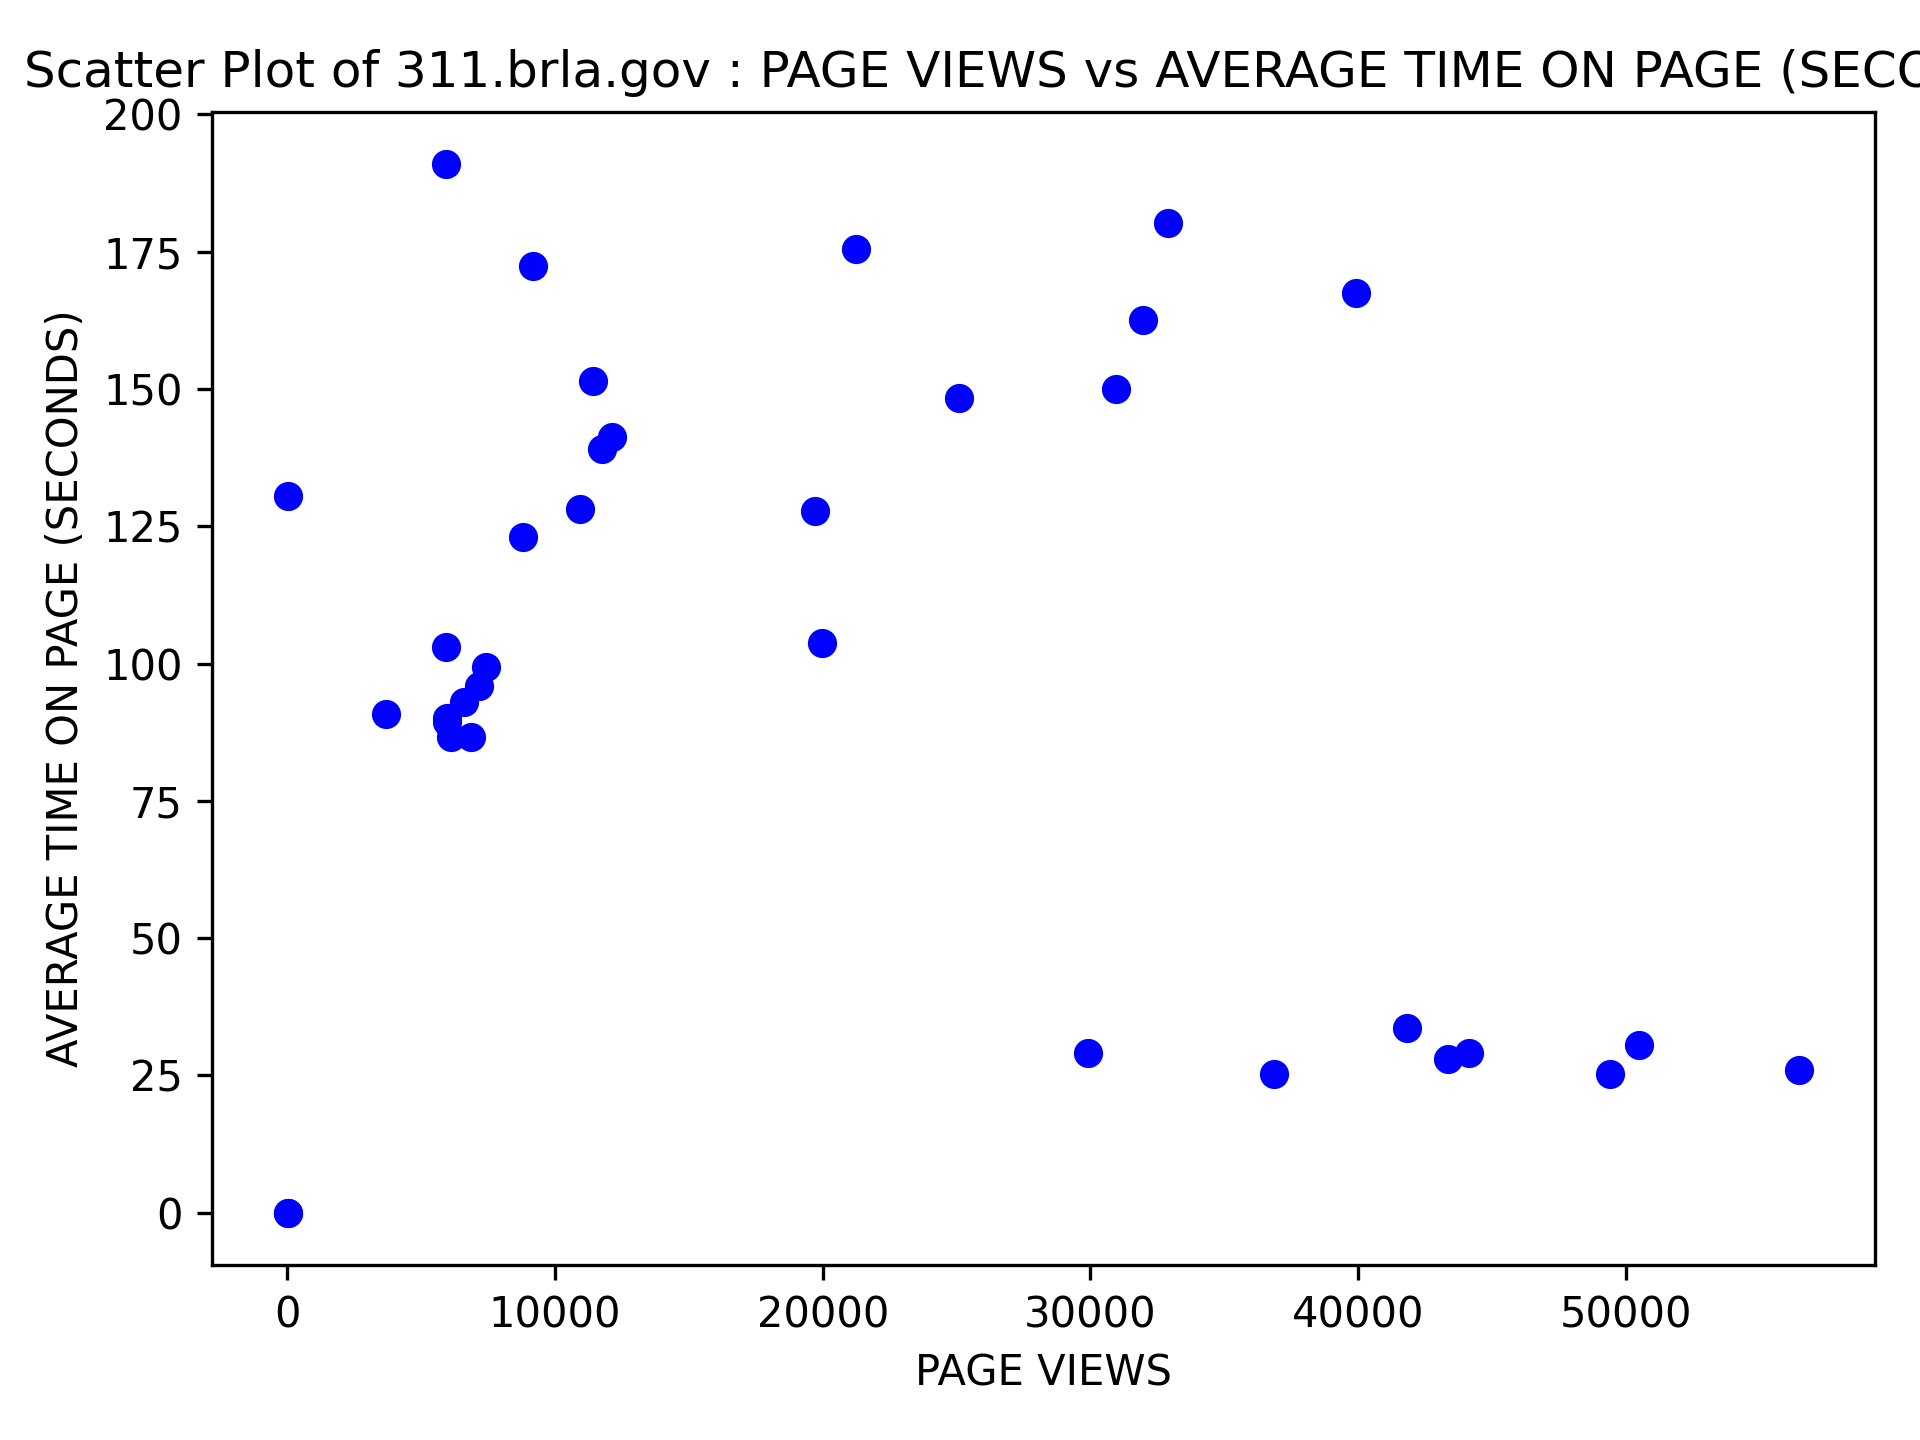 Scatter Plot of 311.brla.gov : PAGE VIEWS vs AVERAGE TIME ON PAGE (SECO
200
175
150
125
100
75
50
25
0
AVERAGE TIME ON PAGE (SECONDS)
0 10000 20000 30000 40000 50000
PAGE VIEWS